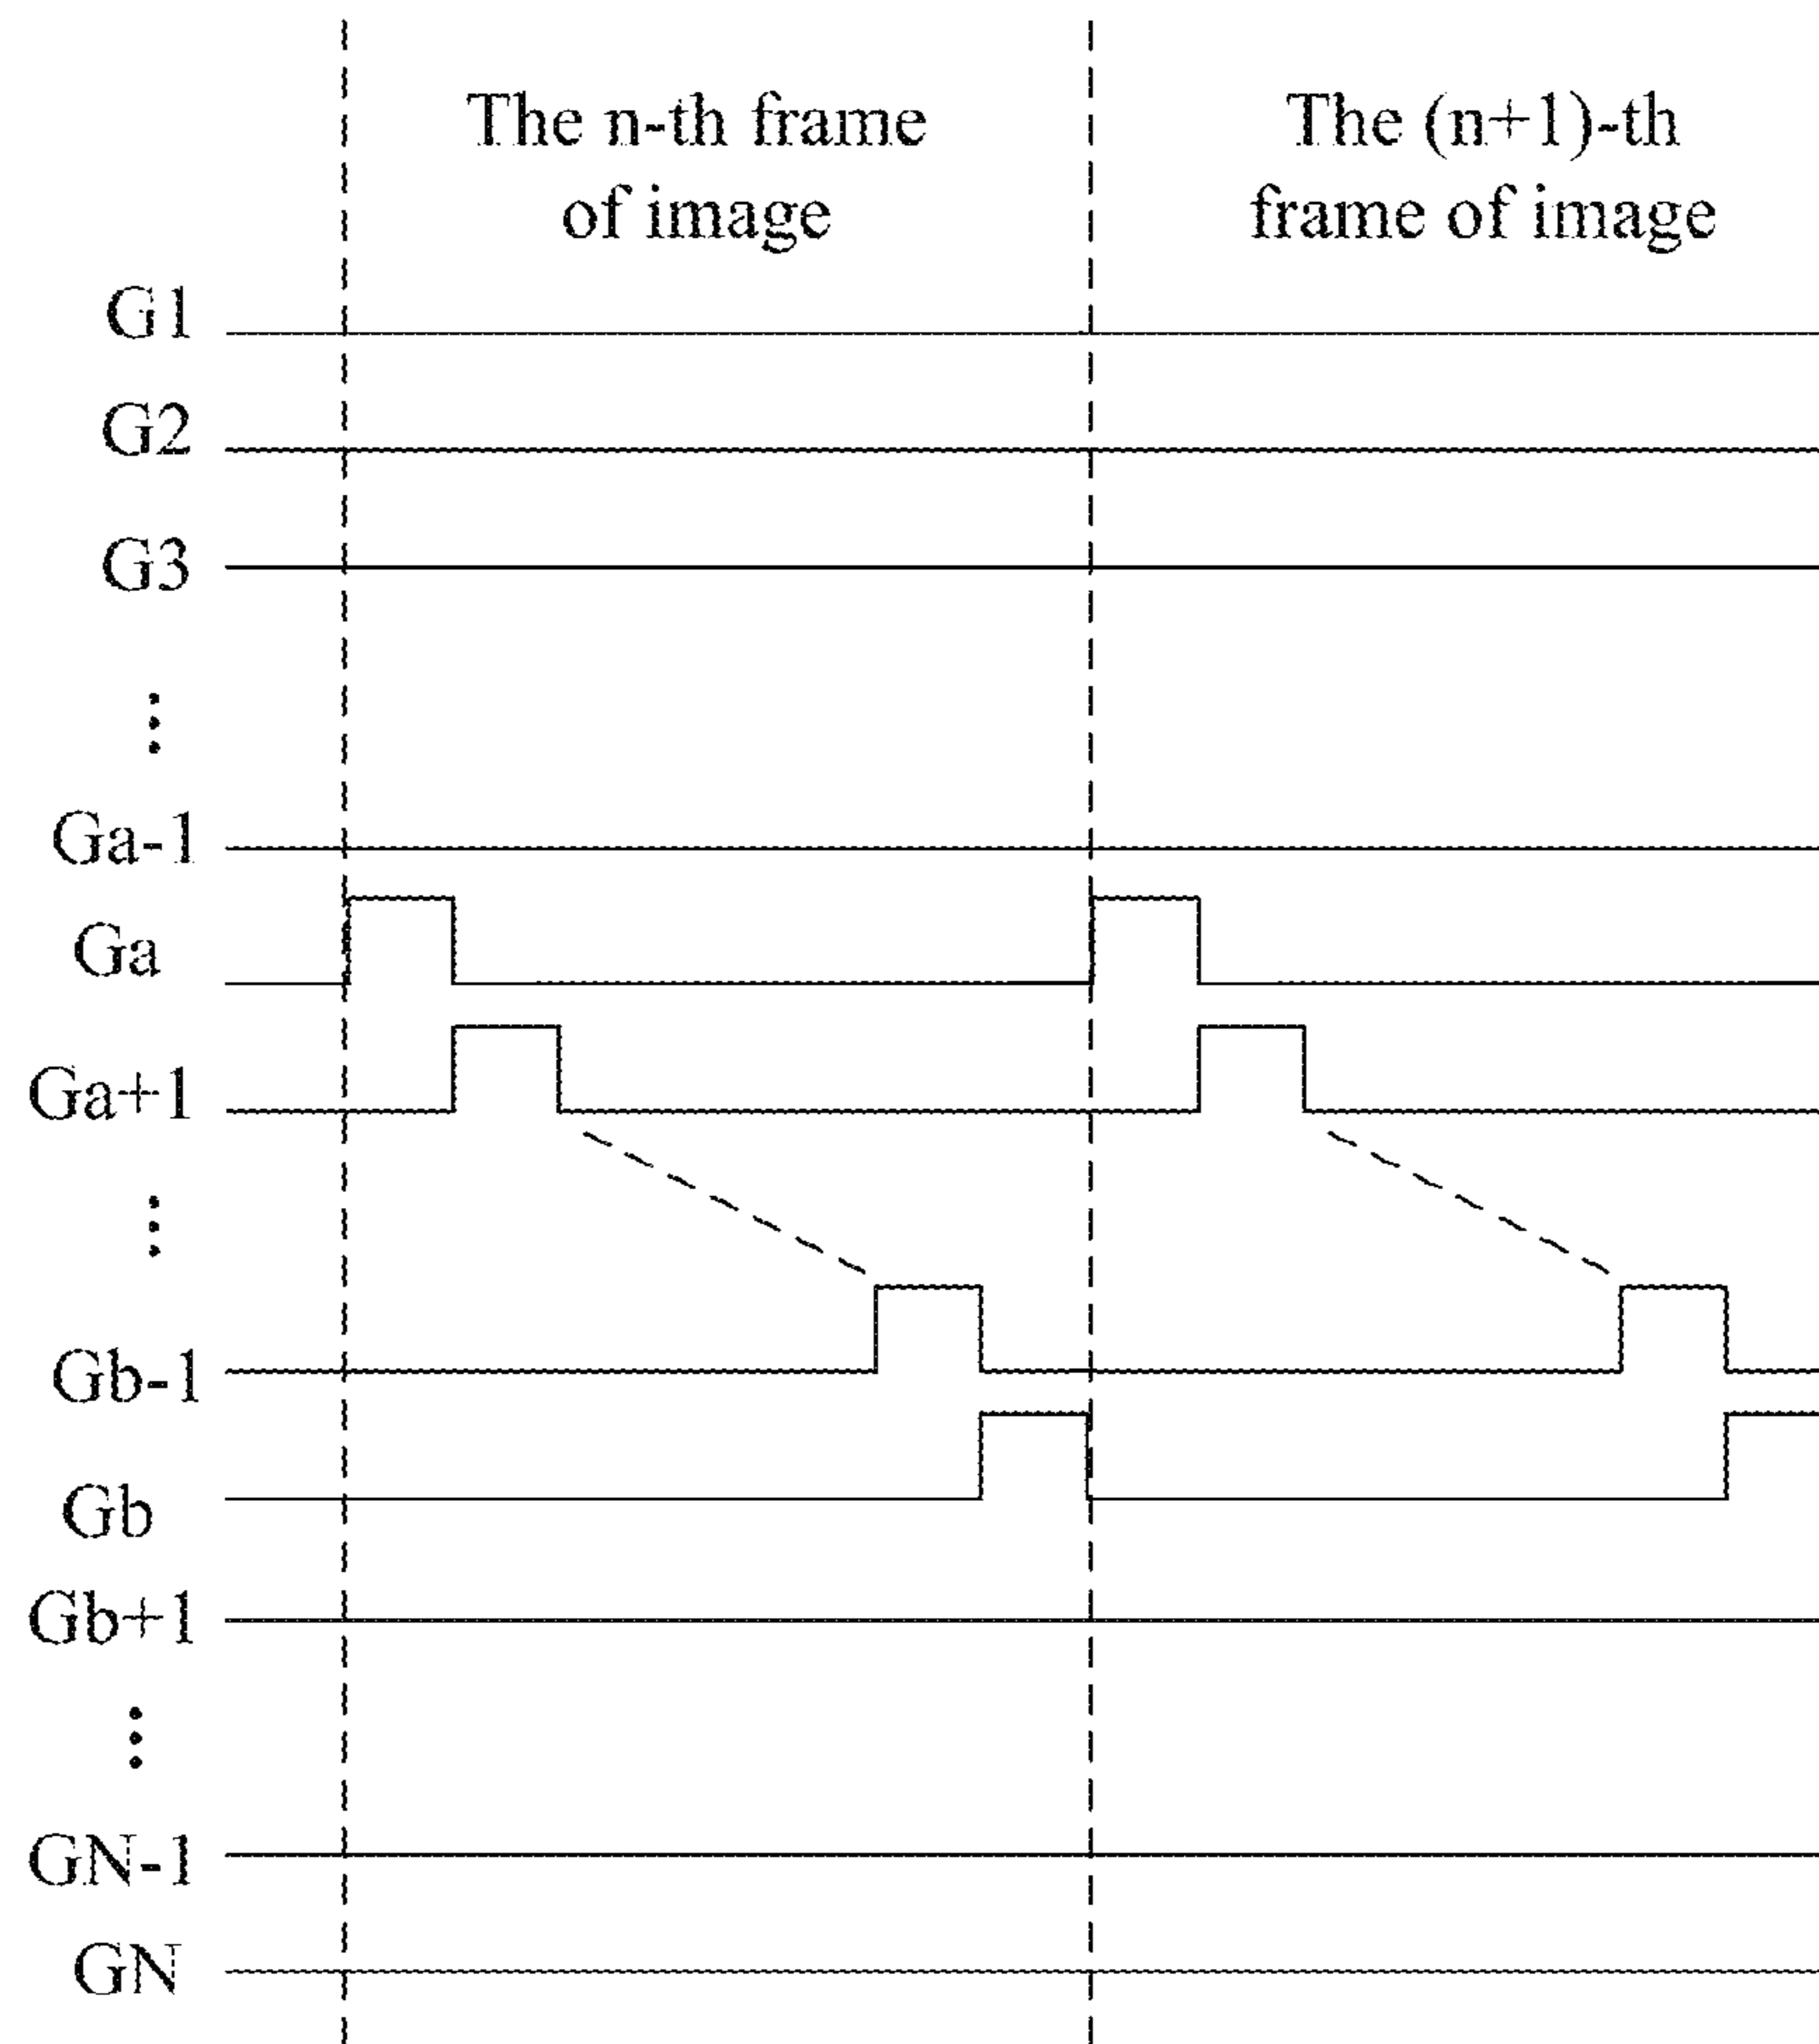 The n-th frame
of image
The (n+1)-th
frame of image
G1
G2
G3
⋮
Ga-1
Ga
Ga+1
⋮
Gb-1
Gb
Gb+1
⋮
GN-1
GN